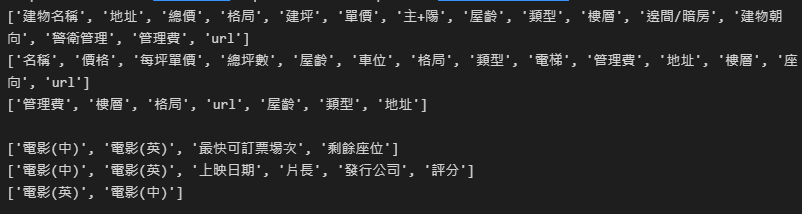 ['建物名稱', '地址', '總價', '格局', '建坪', '單價', '主+陽', '屋齡', '類型', '樓層', '邊間/暗房', '建物朝
向', '警衛管理', '管理費', 'url']
['名稱', '價格', '每坪單價', '總坪數', '屋齡', '車位', '格局', '類型', '電梯', '管理費', '地址', '樓層', '座
向', 'url']
['管理費', '樓層', '格局', 'url', '屋齡', '類型', '地址']
['電影(中)', '電影(英)', '最快可訂票場次', '剩餘座位']
['電影(中)', '電影(英)', '上映日期', '片長', '發行公司', '評分']
['電影(英)', '電影(中)']